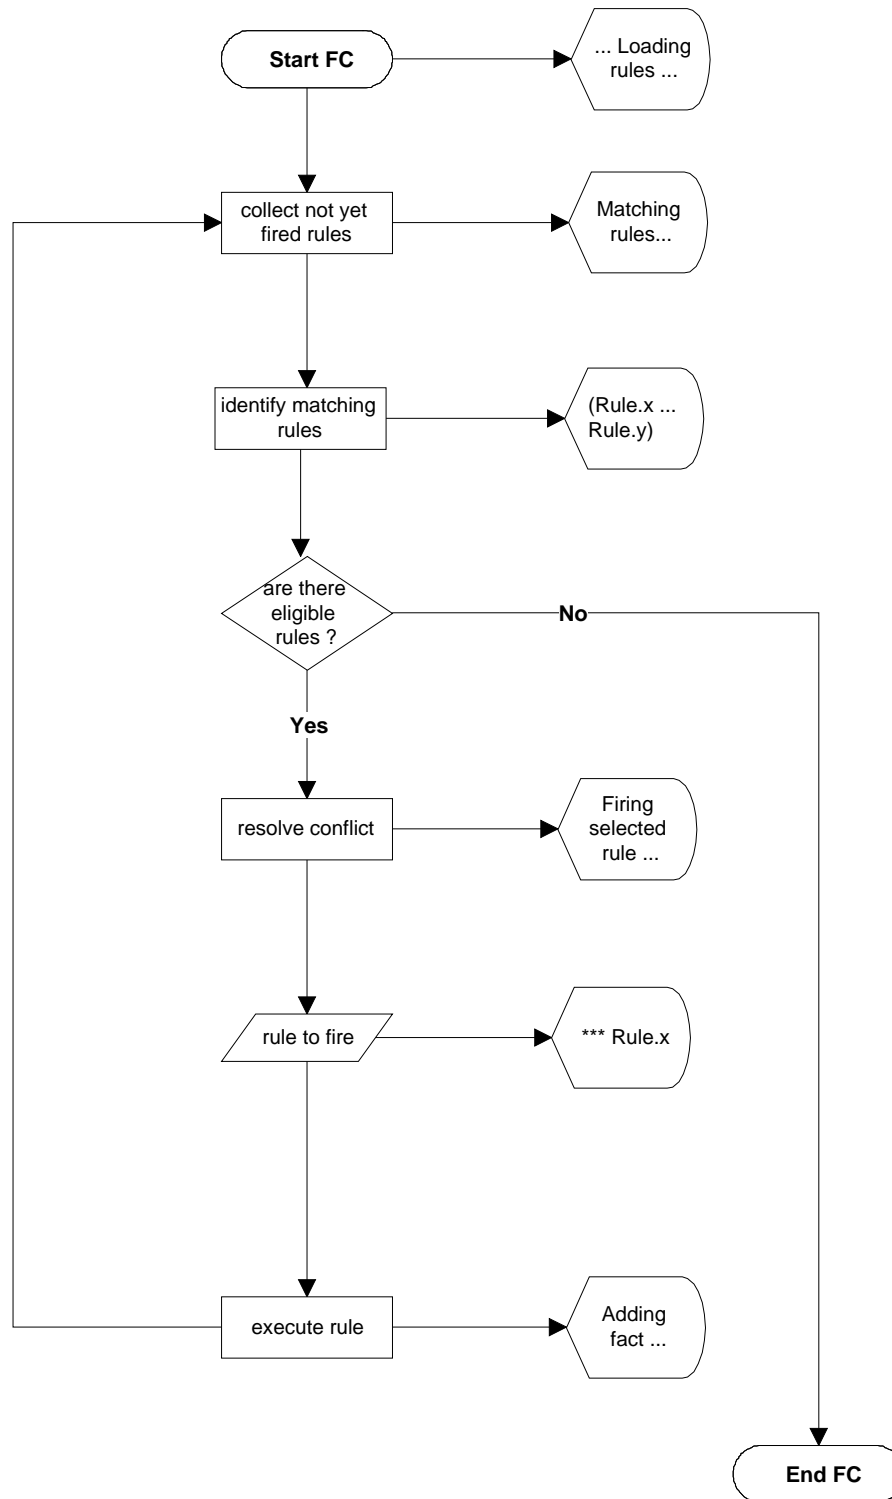 Start FC
... Loading
rules ...
collect not yet
fired rules
Matching
rules...
identify matching
rules
(Rule.x ...
Rule.y)
are there
eligible
rules ?
No
Yes
resolve conflict
Firing
selected
rule ...
rule to fire
*** Rule.x
execute rule
Adding
fact ...
End FC